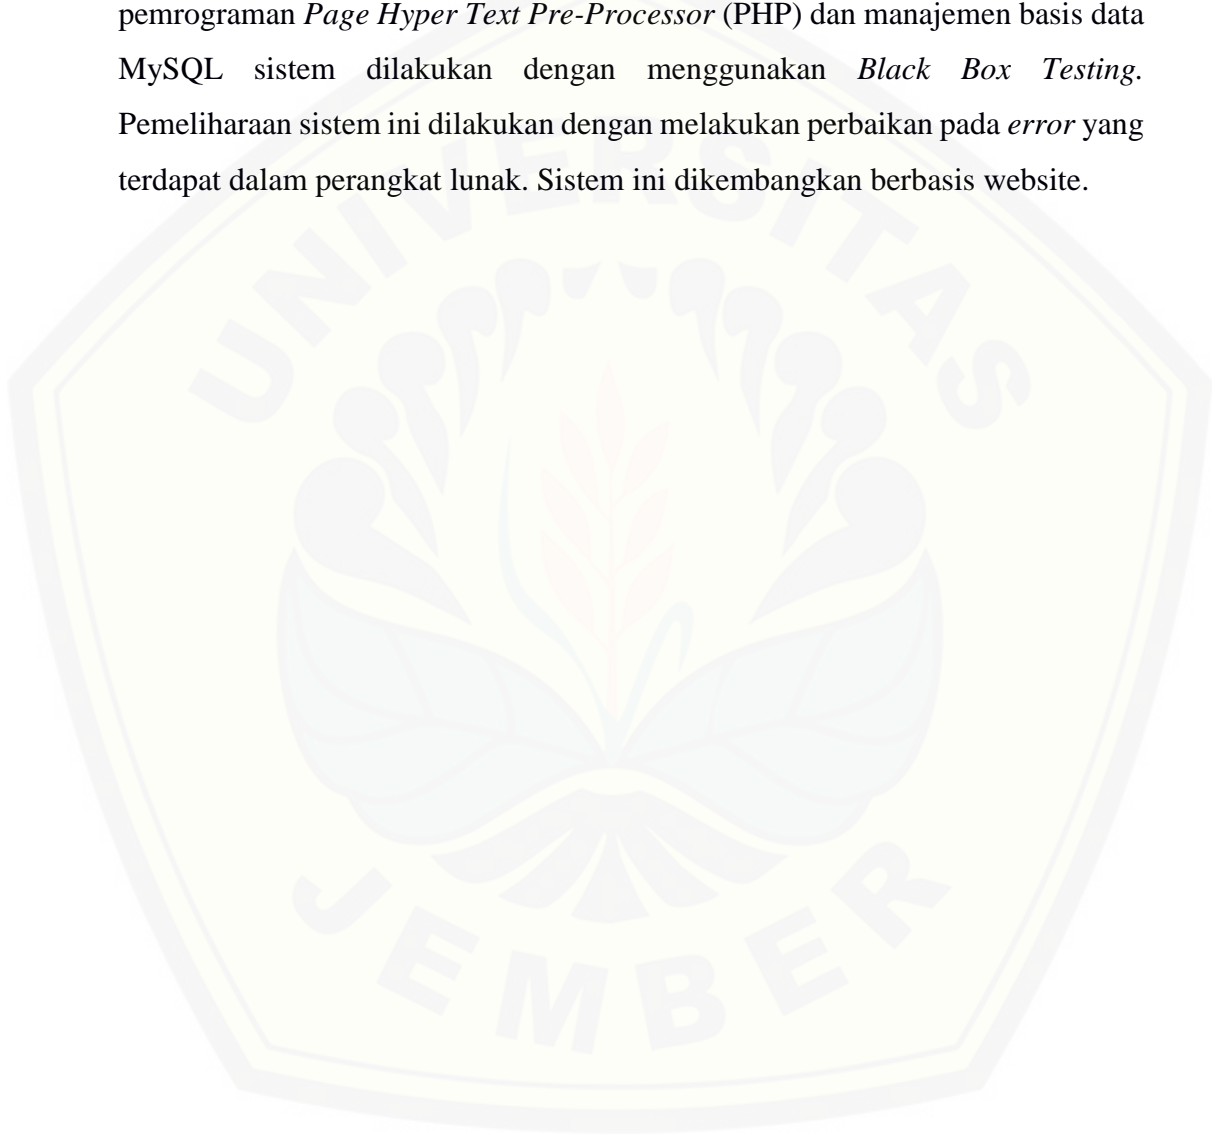 pemrograman Page Hyper Text Pre-Processor (PHP) dan manajemen basis data
MySQL sistem dilakukan dengan menggunakan Black Box Testing.
Pemeliharaan sistem ini dilakukan dengan melakukan perbaikan pada error yang
terdapat dalam perangkat lunak. Sistem ini dikembangkan berbasis website.
UNIVERSITAS
JEMBER